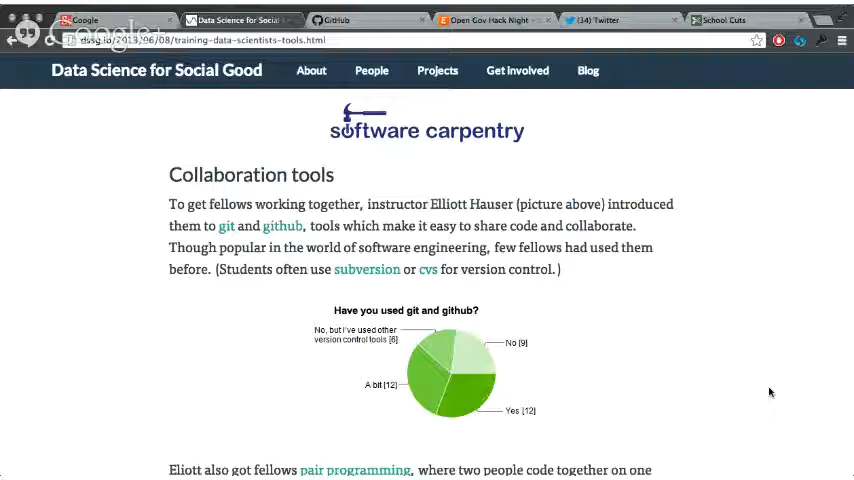 Google
Data Science for Social
GitHub
Open Gov Hack Night -
(34) Twitter
School Cuts
Google+
dssg.io/2013/06/08/training-data-scientists-tools.html
Data Science for Social Good
About
People
Projects
Get involved
Blog
software carpentry
Collaboration tools
To get fellows working together, instructor Elliott Hauser (picture above) introduced
them to git and github, tools which make it easy to share code and collaborate.
Though popular in the world of software engineering, few fellows had used them
before. (Students often use subversion or cvs for version control.)
Have you used git and github?
No, but I've used other
version control tools [6]
No [9]
A bit [12]
Yes [12]
Eliott also got fellows pair programming, where two people code together on one